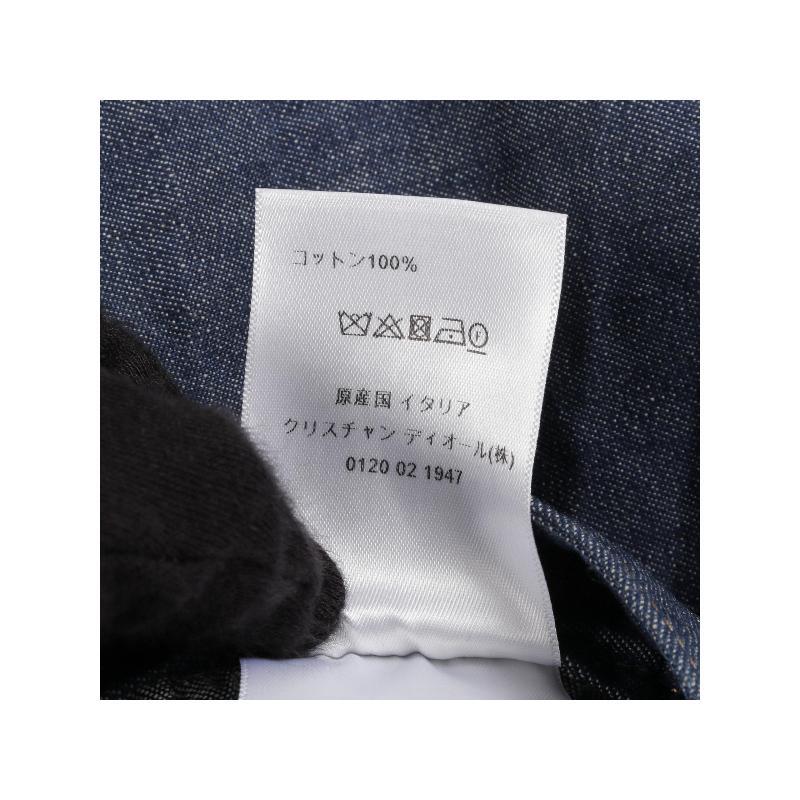 コットン100%
F
原産国 イタリア
クリスチャン ディオール(株)
0120 02 1947